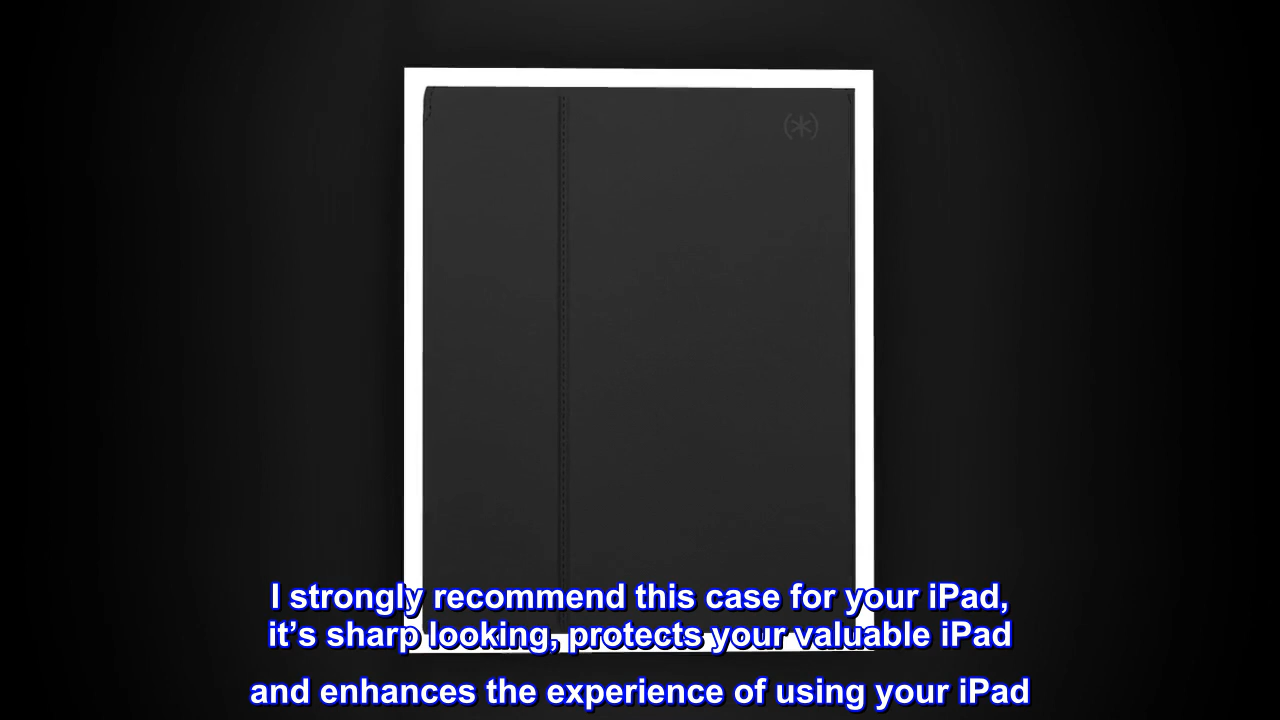 (*)
I strongly recommend this case for your iPad,
it’s sharp looking, protects your valuable iPad
and enhances the experience of using your iPad